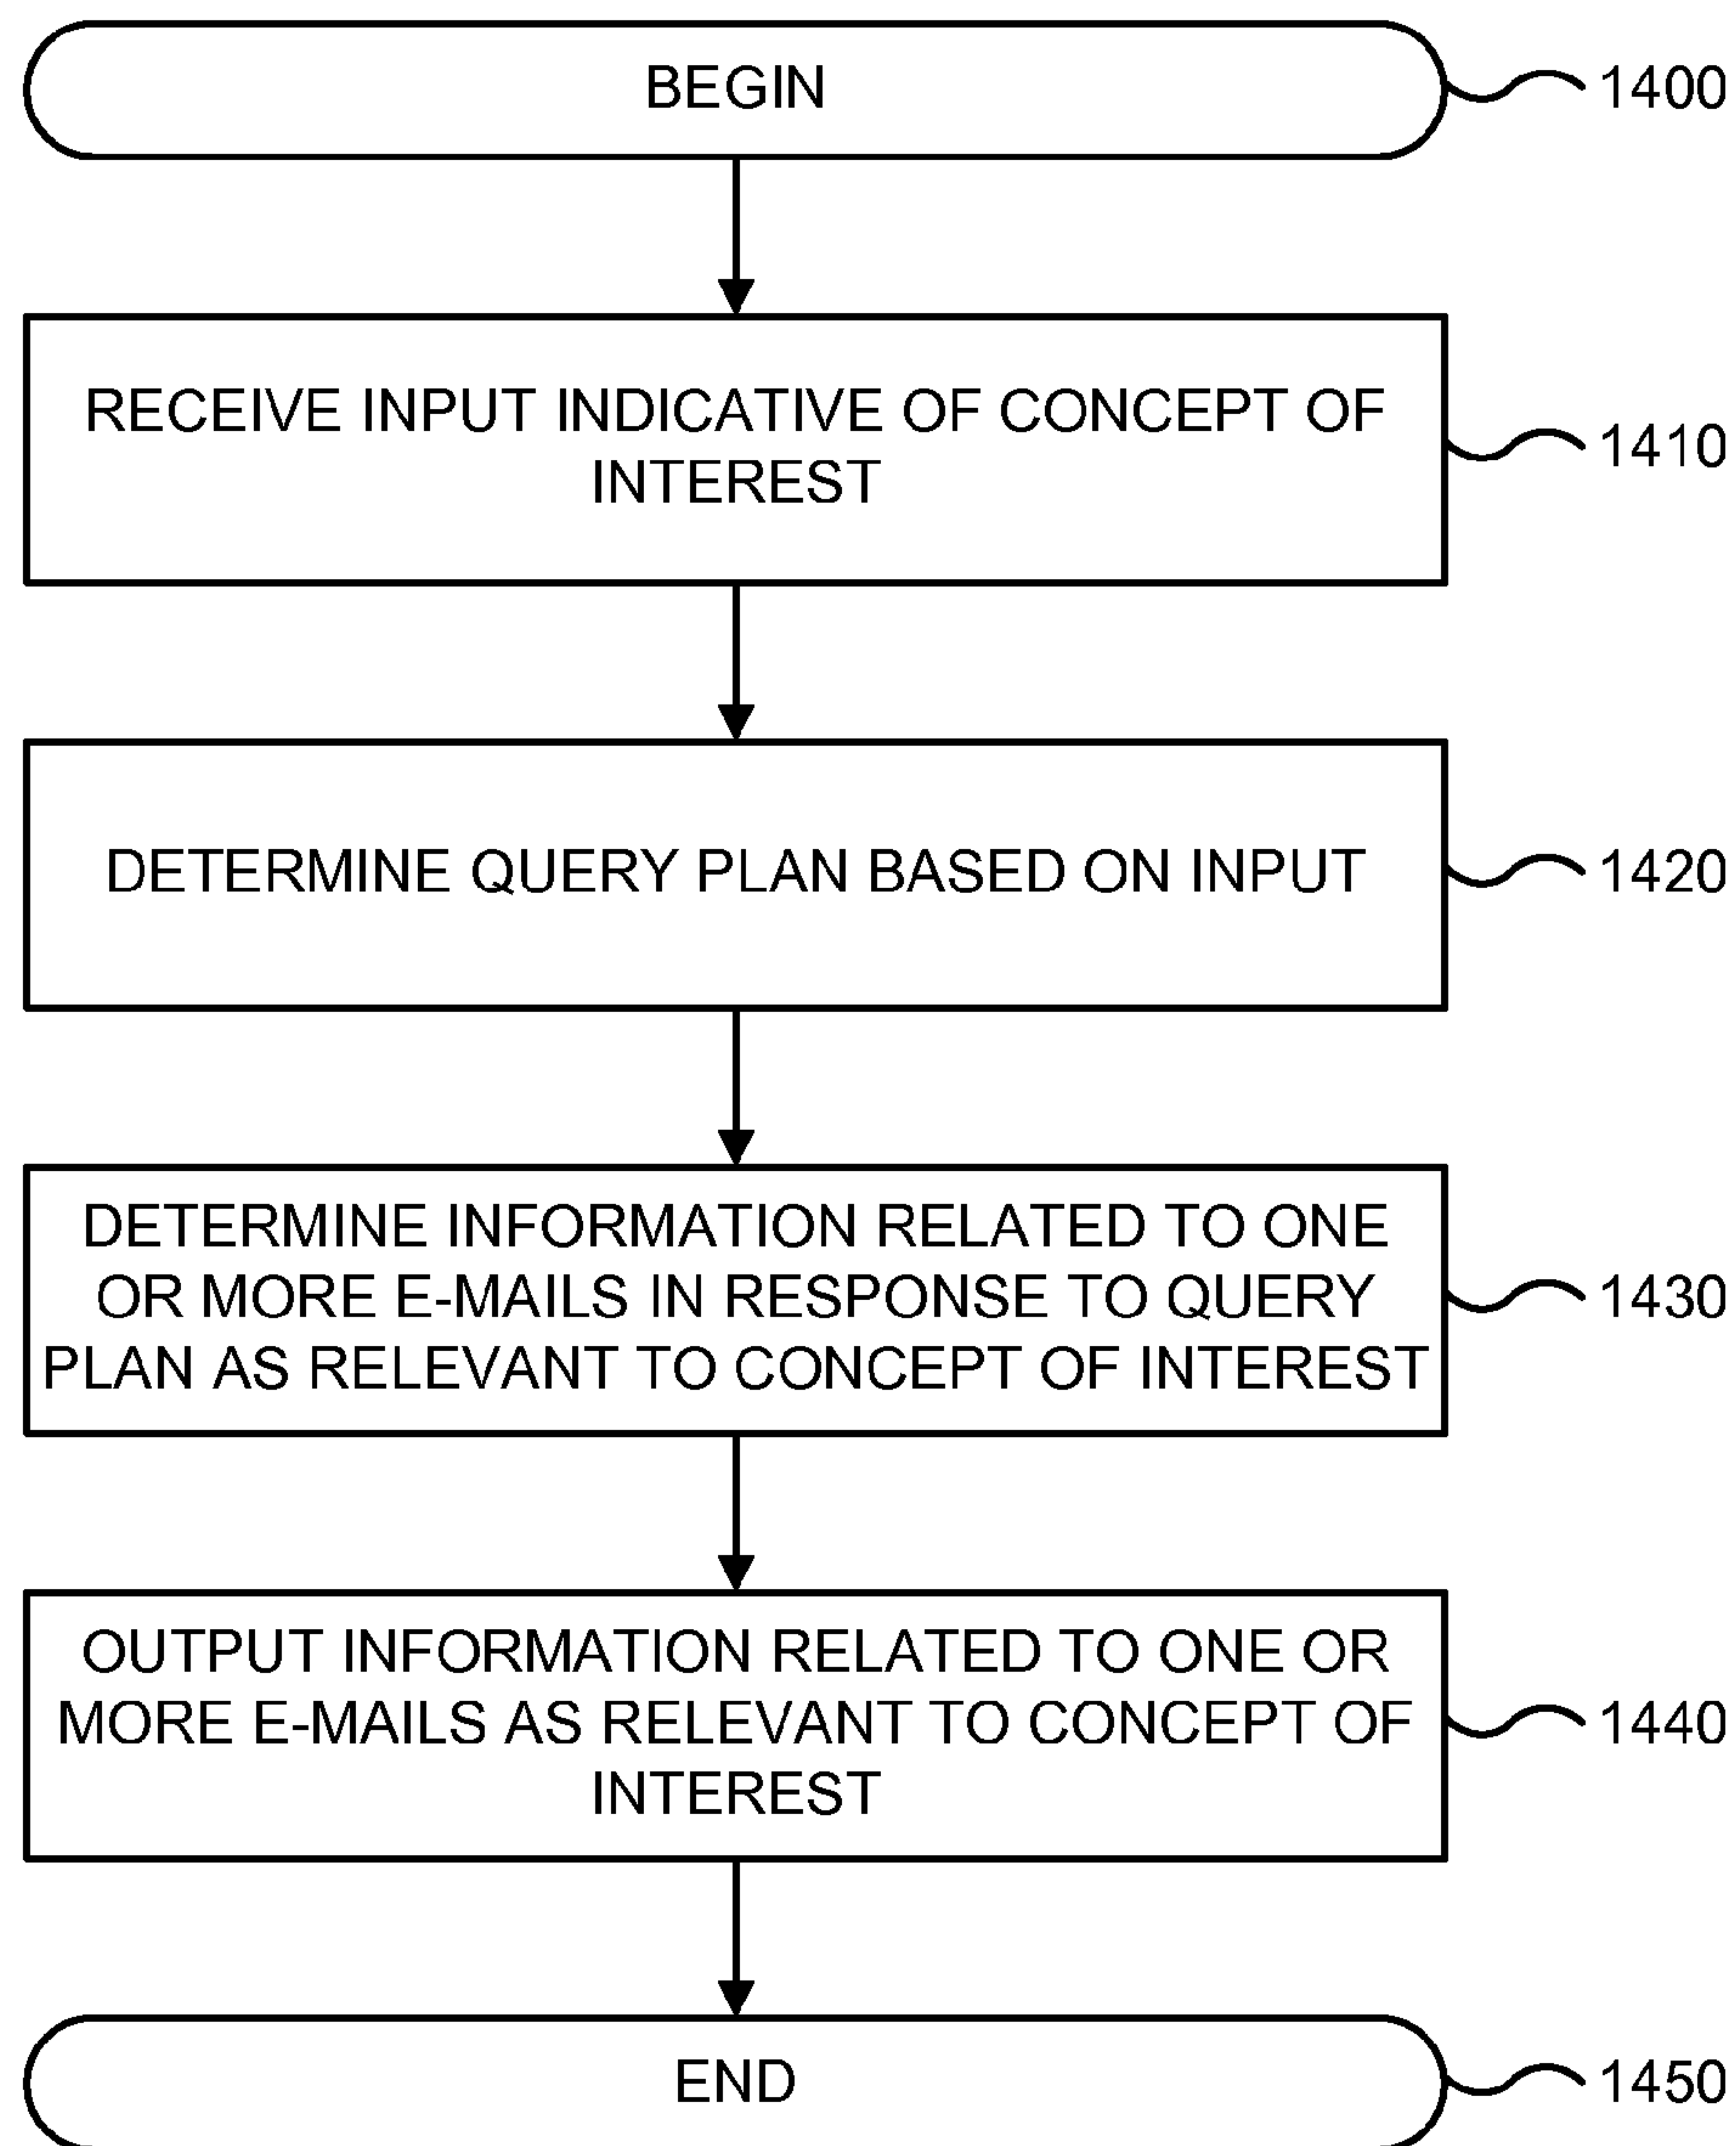 BEGIN
1400
RECEIVE INPUT INDICATIVE OF CONCEPT OF
INTEREST
1410
DETERMINE QUERY PLAN BASED ON INPUT
1420
DETERMINE INFORMATION RELATED TO ONE
OR MORE E-MAILS IN RESPONSE TO QUERY
PLAN AS RELEVANT TO CONCEPT OF INTEREST
1430
OUTPUT INFORMATION RELATED TO ONE OR
MORE E-MAILS AS RELEVANT TO CONCEPT OF
INTEREST
1440
END
1450